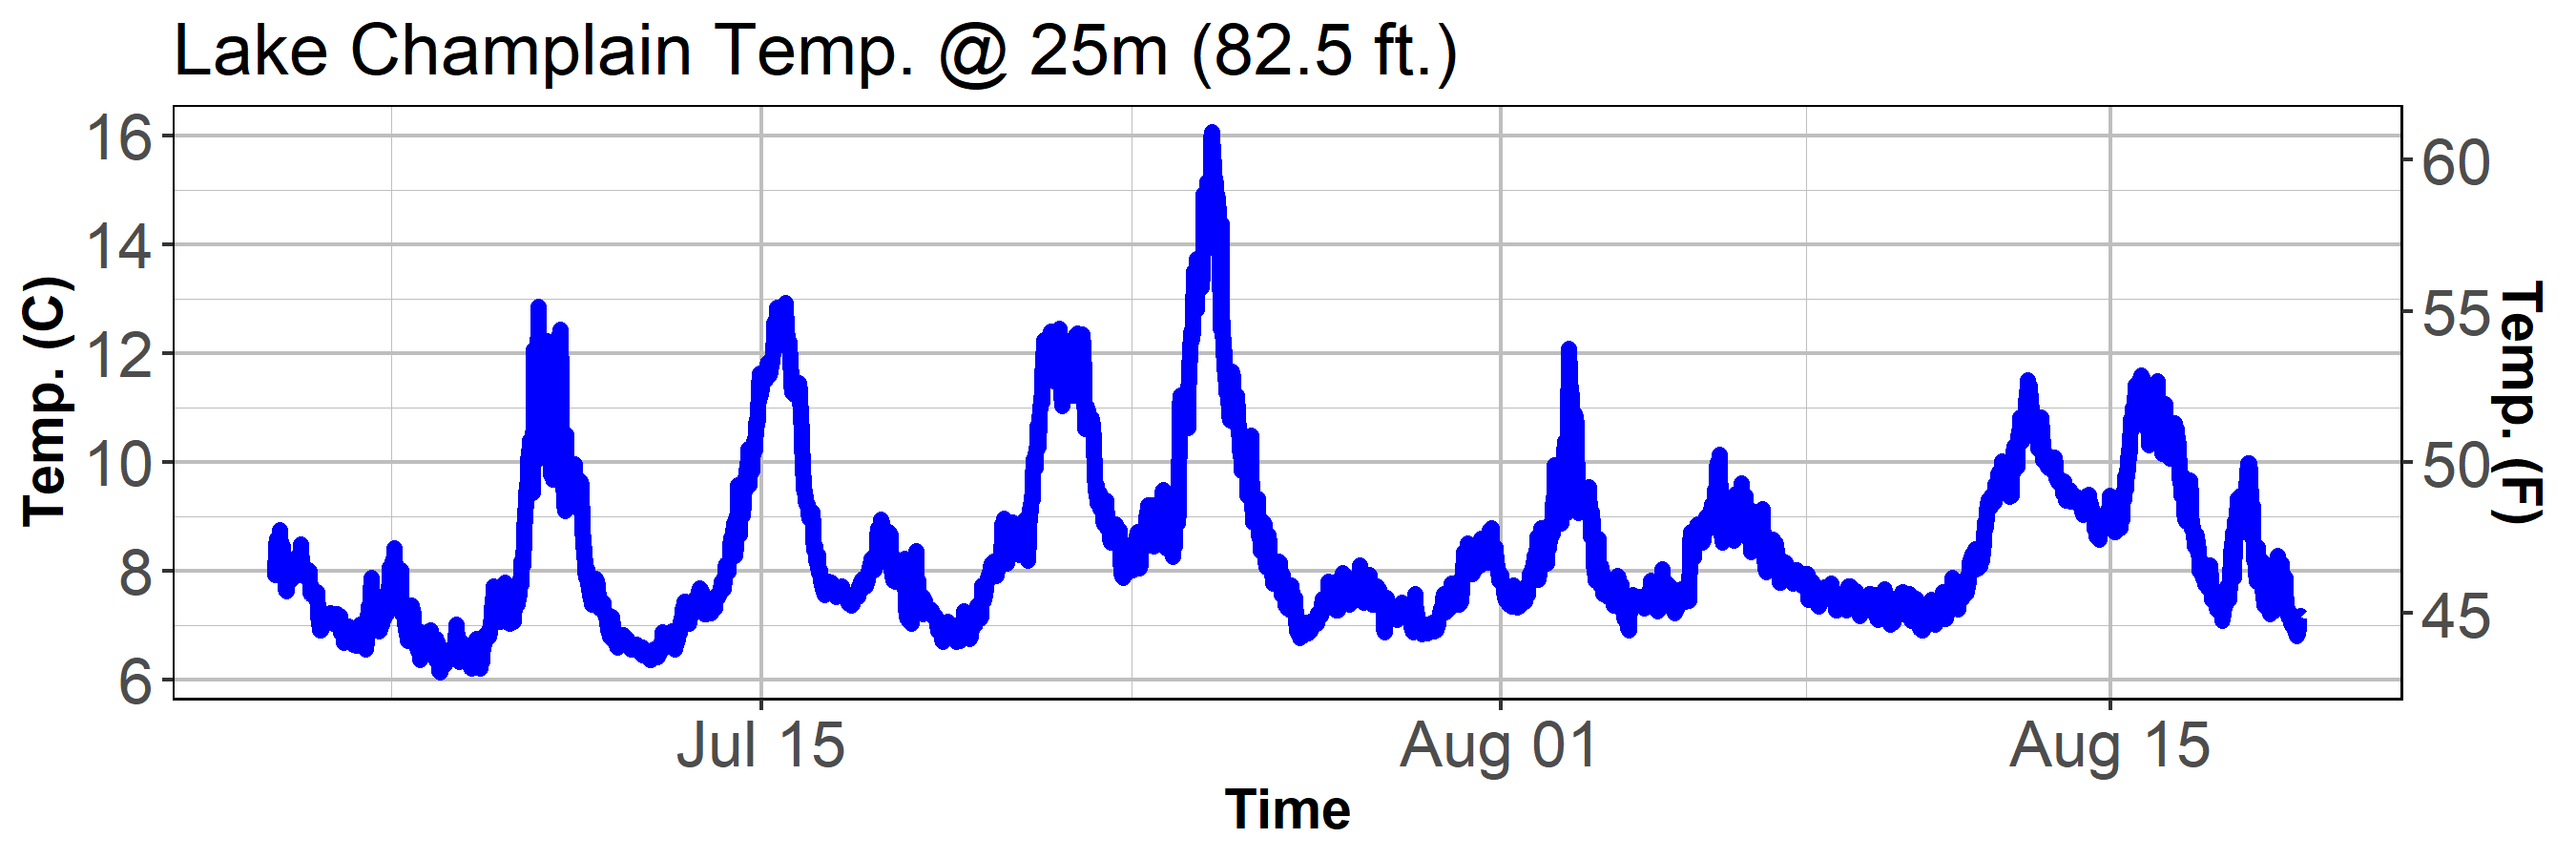 Lake Champlain Temp. @ 25m (82.5 ft.)
16
14
12
10
8
6
Temp. (C)
60
55
50
45
Temp. (F)
Jul 15
Aug 01
Aug 15
Time